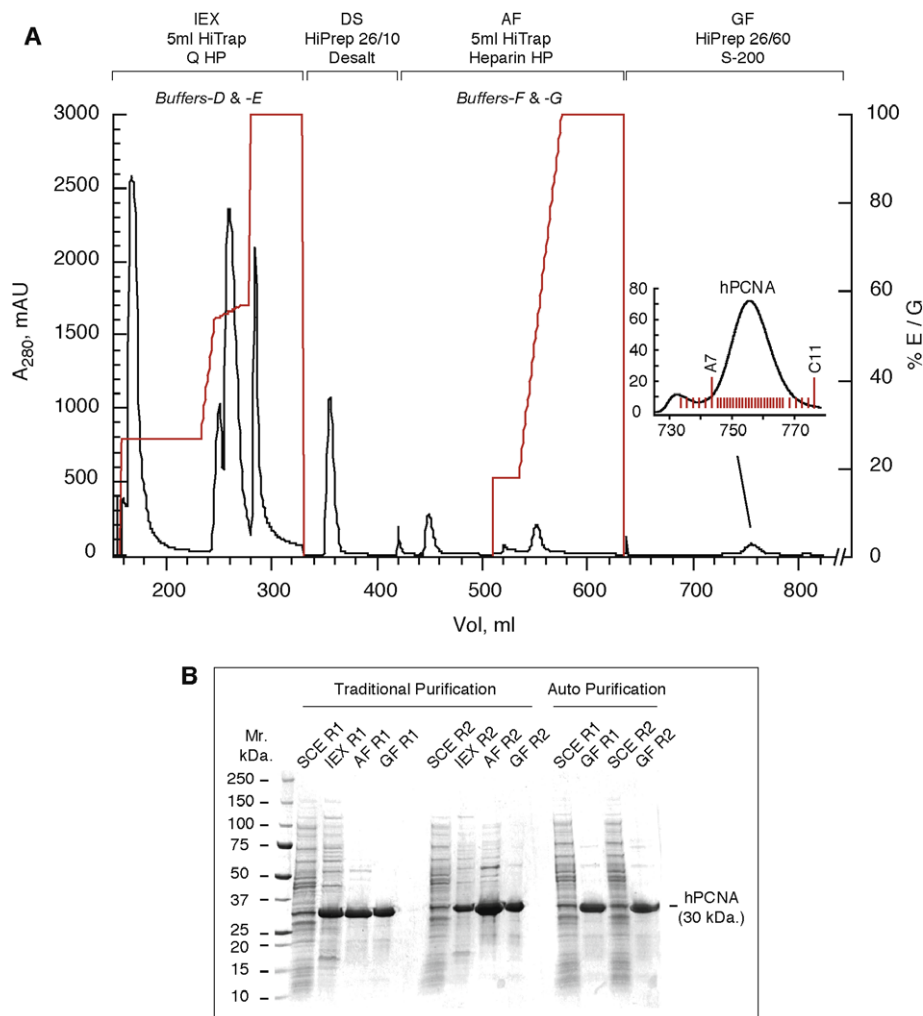 A
IEX
5ml HiTrap
Q HP
DS
HiPrep 26/10
Desalt
AF
5ml HiTrap
Heparin HP
GF
HiPrep 26/60
S-200
Buffers-D & -E
Buffers-F & -G
3000
2500
2000
1500
1000
500
0
A280, mAU
100
80
60
40
20
0
% E / G
200
300
400
500
600
700
800
Vol, ml
hPCNA
80
60
40
20
0
A7
C11
730
750
770
B
Traditional Purification
Auto Purification
Mr.
kDa.
SCE R1
IEX R1
AF R1
GF R1
SCE R2
IEX R2
AF R2
GF R2
SCE R1
GF R1
SCE R2
GF R2
250 –
150 –
100 –
75 –
50 –
37 –
25 –
20 –
15 –
10 –
– hPCNA
(30 kDa.)